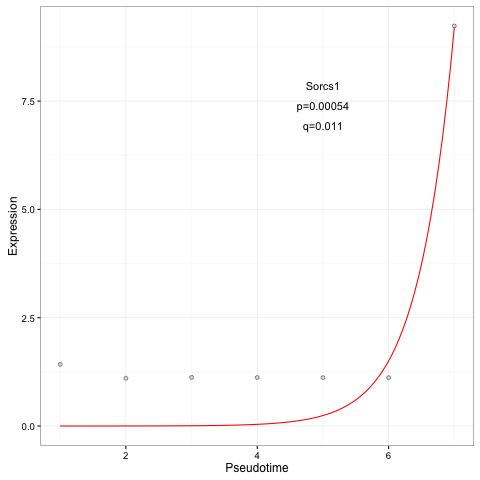 Sorcs1
p=0.00054
q=0.011
7.5
5.0
2.5
0.0
Expression
2 4 6
Pseudotime